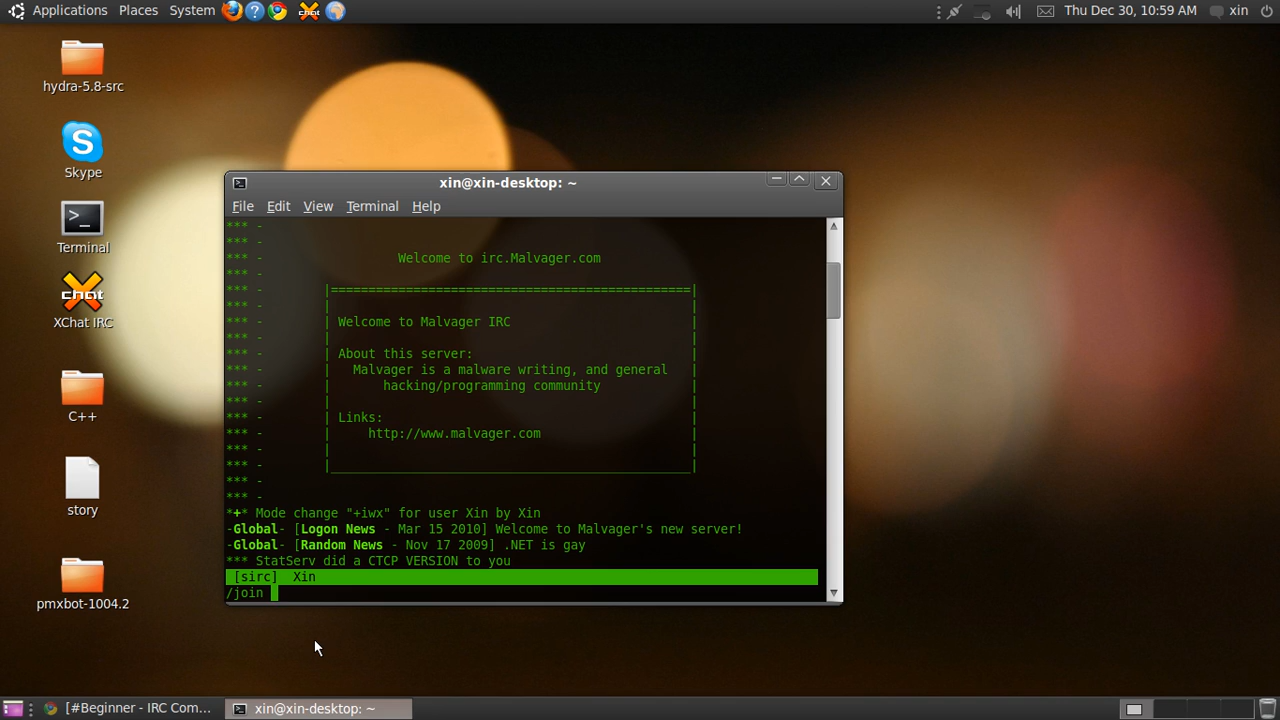 Applications Places System
Thu Dec 30, 10:59 AM xin
hydra-5.8-src
Skype
Terminal
chat
XChat IRC
C++
story
pmxbot-1004.2
xin@xin-desktop: ~
File Edit View Terminal Help
*** -
*** -
*** - Welcome to irc.Malvager.com
*** -
*** - |================================================|
*** - | |
*** - | Welcome to Malvager IRC |
*** - | |
*** - | About this server: |
*** - | Malvager is a malware writing, and general |
*** - | hacking/programming community |
*** - | |
*** - | Links: |
*** - | http://www.malvager.com |
*** - | |
*** - |________________________________________________|
*** -
*** -
*+* Mode change "+iwx" for user Xin by Xin
-Global- [Logon News - Mar 15 2010] Welcome to Malvager's new server!
-Global- [Random News - Nov 17 2009] .NET is gay
*** StatServ did a CTCP VERSION to you
[sirc] Xin
/join
[#Beginner - IRC Com...
xin@xin-desktop: ~